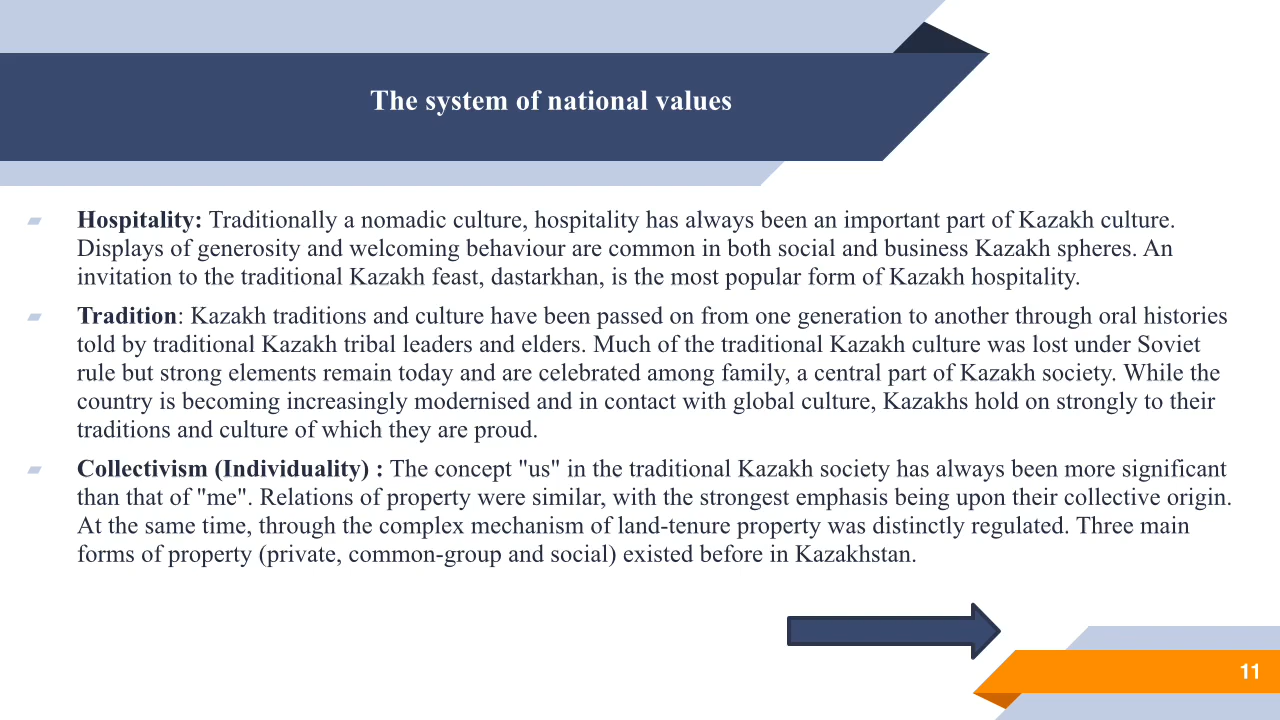 The system of national values
Hospitality: Traditionally a nomadic culture, hospitality has always been an important part of Kazakh culture.
Displays of generosity and welcoming behaviour are common in both social and business Kazakh spheres. An
invitation to the traditional Kazakh feast, dastarkhan, is the most popular form of Kazakh hospitality.
Tradition: Kazakh traditions and culture have been passed on from one generation to another through oral histories
told by traditional Kazakh tribal leaders and elders. Much of the traditional Kazakh culture was lost under Soviet
rule but strong elements remain today and are celebrated among family, a central part of Kazakh society. While the
country is becoming increasingly modernised and in contact with global culture, Kazakhs hold on strongly to their
traditions and culture of which they are proud.
Collectivism (Individuality) : The concept "us" in the traditional Kazakh society has always been more significant
than that of "me". Relations of property were similar, with the strongest emphasis being upon their collective origin.
At the same time, through the complex mechanism of land-tenure property was distinctly regulated. Three main
forms of property (private, common-group and social) existed before in Kazakhstan.
11